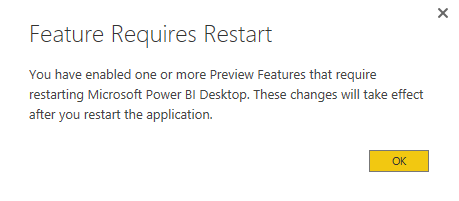 Feature Requires Restart
You have enabled one or more Preview Features that require
restarting Microsoft Power BI Desktop. These changes will take effect
after you restart the application.
OK